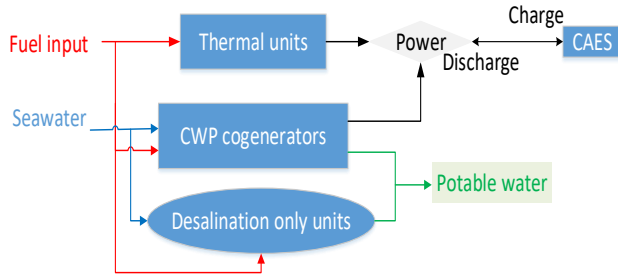 Charge
Fuel input
Thermal units
Power
CAES
Discharge
Seawater
CWP cogenerators
Potable water
Desalination only units